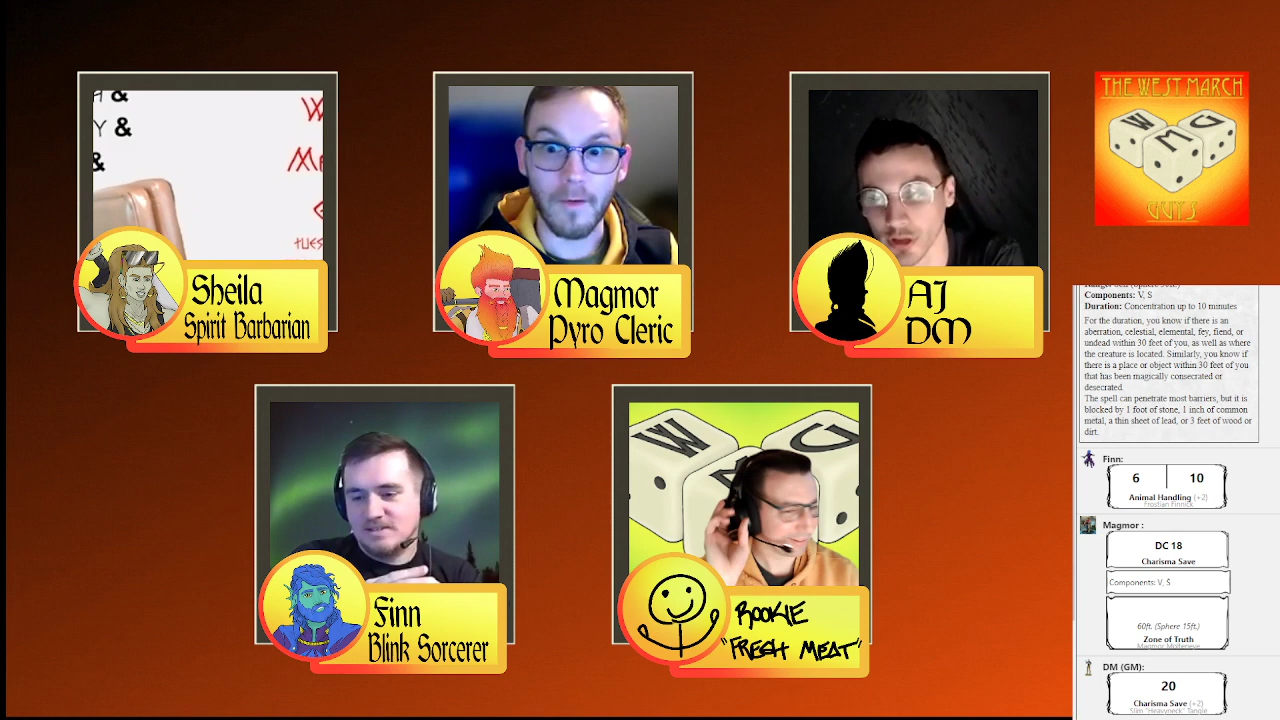 &
Y &
&
W
THE WEST MARCH
W M G
GUYS
Sheila
Spirit Barbarian
Magmor
Pyro Cleric
AJ
DM
Components: V, S
Duration: Concentration up to 10 minutes
For the duration, you know if there is an
aberration, celestial, elemental, fey, fiend, or
undead within 30 feet of you, as well as where
the creature is located. Similarly, you know if
there is a place or object within 30 feet of you
that has been magically consecrated or
desecrated.
The spell can penetrate most barriers, but it is
blocked by 1 foot of stone, 1 inch of common
metal, a thin sheet of lead, or 3 feet of wood or
dirt.
W G
Finn
Blink Sorcerer
ROOKIE
"FRESH MEAT"
Finn:
6 10
Animal Handling (+2)
Frostian Finnick
Magmor :
DC 18
Charisma Save
Components: V, S
60ft. (Sphere 15ft.)
Zone of Truth
DM (GM):
20
Charisma Save (+2)
Slim "Heavyneck" Tangle